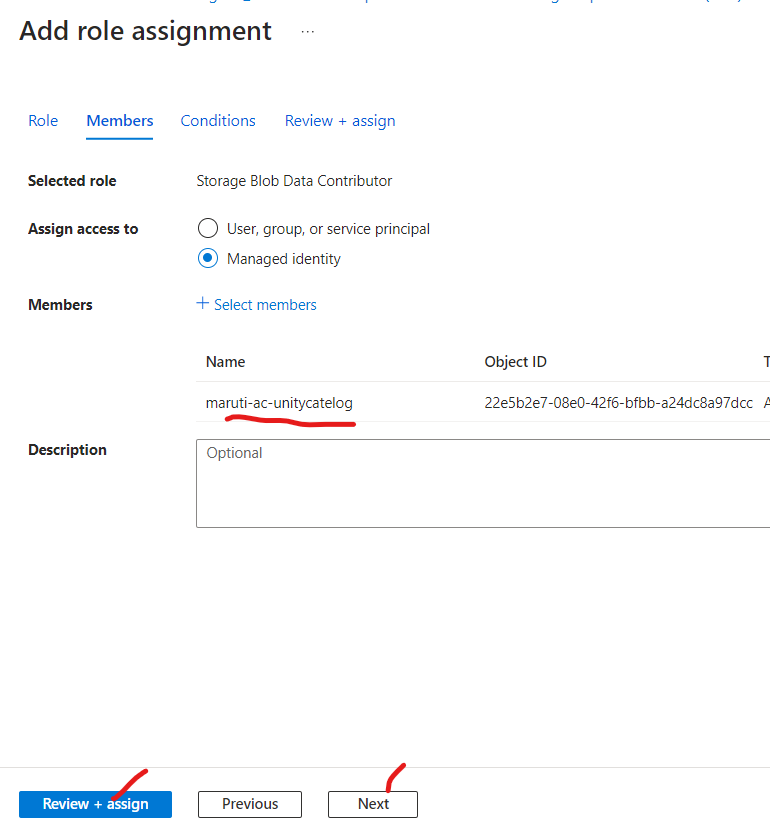 Add role assignment ...
Role Members Conditions Review + assign
Selected role Storage Blob Data Contributor
Assign access to User, group, or service principal
Managed identity
Members + Select members
Name Object ID T
maruti-ac-unitycatelog 22e5b2e7-08e0-42f6-bfbb-a24dc8a97dcc A
Description Optional
Review + assign Previous Next